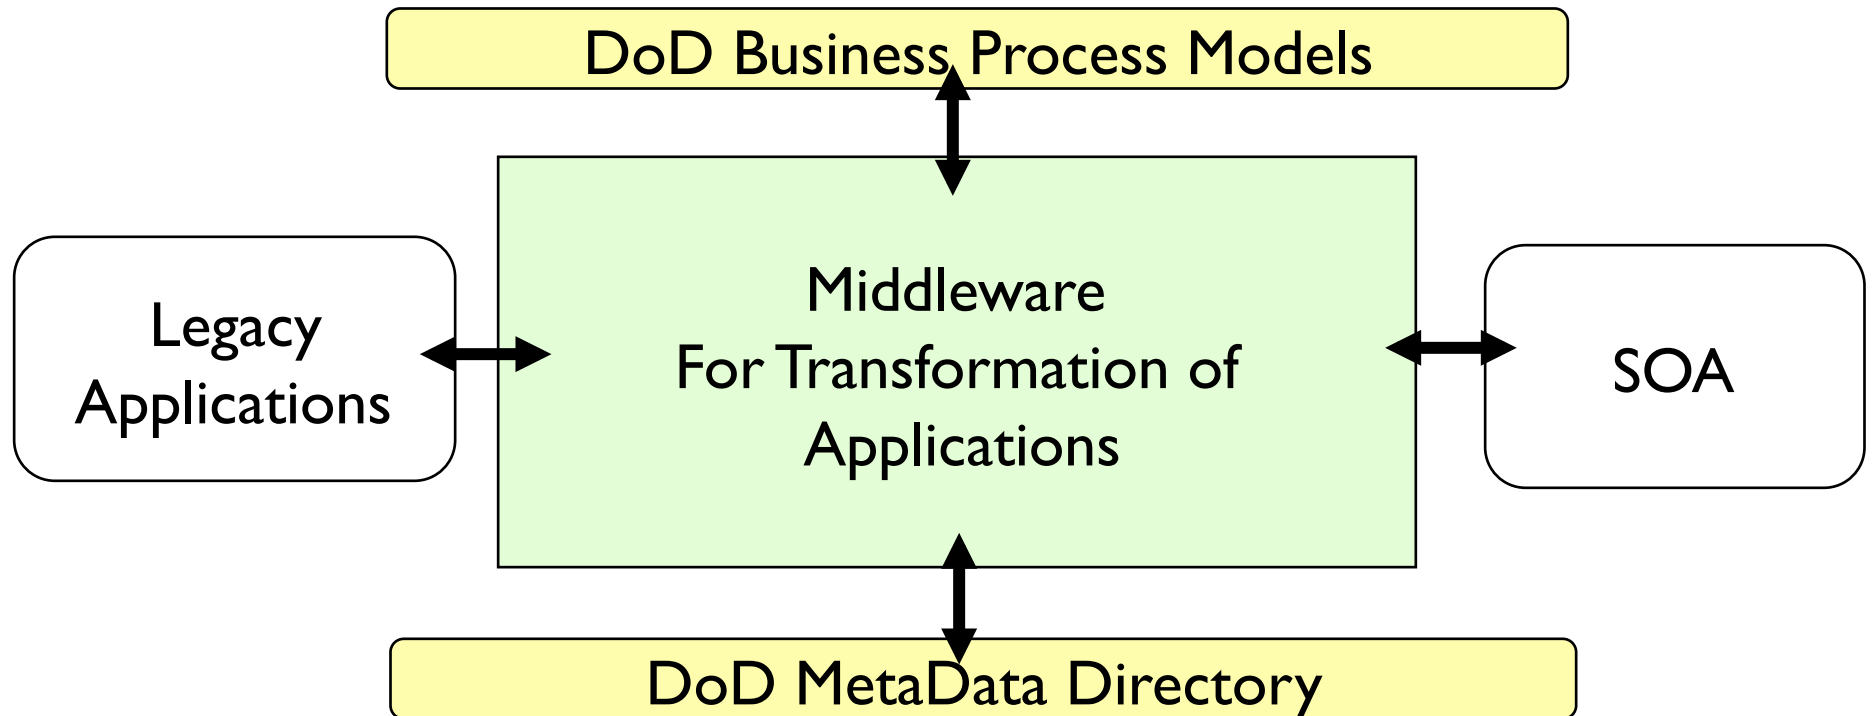 DoD Business Process Models
Legacy
Applications
Middleware
For Transformation of
Applications
SOA
DoD MetaData Directory